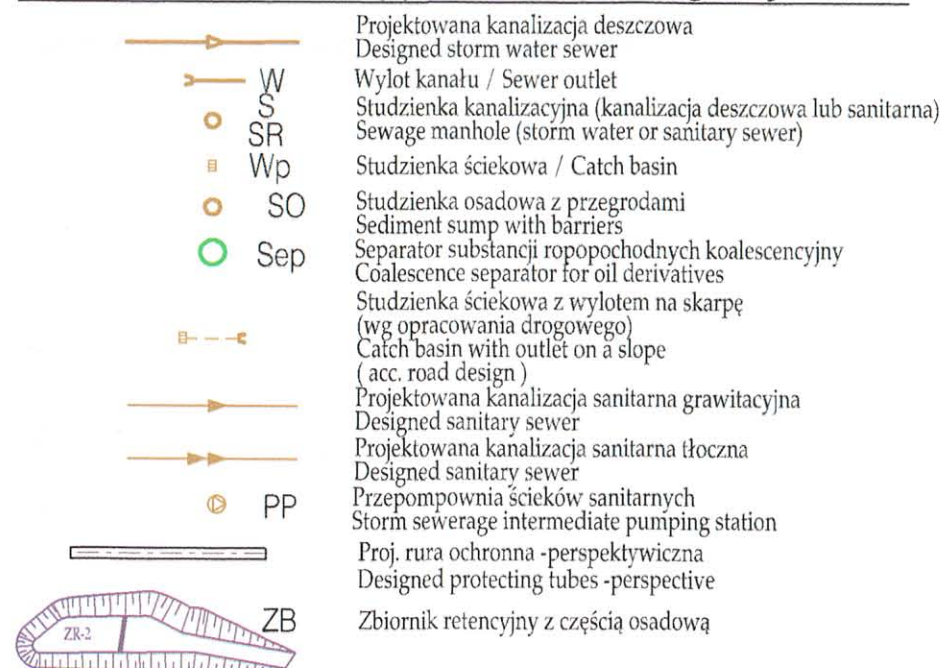 Projektowana kanalizacja deszczowa
Designed storm water sewer
W
Wylot kanału / Sewer outlet
S
SR
Studzienka kanalizacyjna (kanalizacja deszczowa lub sanitarna)
Sewage manhole (storm water or sanitary sewer)
Wp
Studzienka ściekowa / Catch basin
SO
Studzienka osadowa z przegrodami
Sediment sump with barriers
Sep
Separator substancji ropopochodnych koalescencyjny
Coalescence separator for oil derivatives
Studzienka ściekowa z wylotem na skarpę
(wg opracowania drogowego)
Catch basin with outlet on a slope
( acc. road design )
Projektowana kanalizacja sanitarna grawitacyjna
Designed sanitary sewer
Projektowana kanalizacja sanitarna tłoczna
Designed sanitary sewer
PP
Przepompownia ścieków sanitarnych
Storm sewerage intermediate pumping station
Proj. rura ochronna -perspektywiczna
Designed protecting tubes -perspective
ZR-2
ZB
Zbiornik retencyjny z częścią osadową